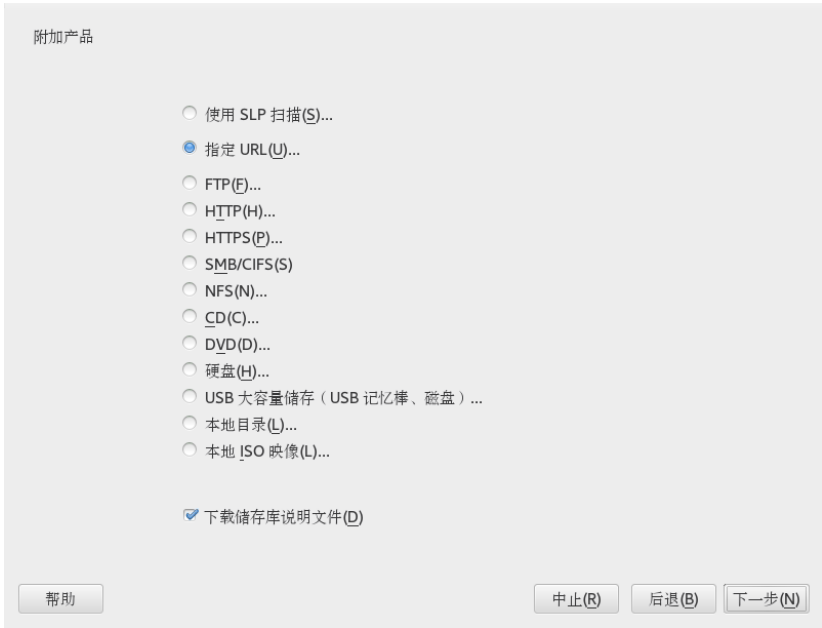 附加产品
使用 SLP 扫描(S)...
指定 URL(U)...
FTP(F)...
HTTP(H)...
HTTPS(P)...
SMB/CIFS(S)
NFS(N)...
CD(C)...
DVD(D)...
硬盘(H)...
USB 大容量储存（USB 记忆棒、磁盘）...
本地目录(L)...
本地 ISO 映像(L)...
下载储存库说明文件(D)
帮助 中止(R) 后退(B) 下一步(N)